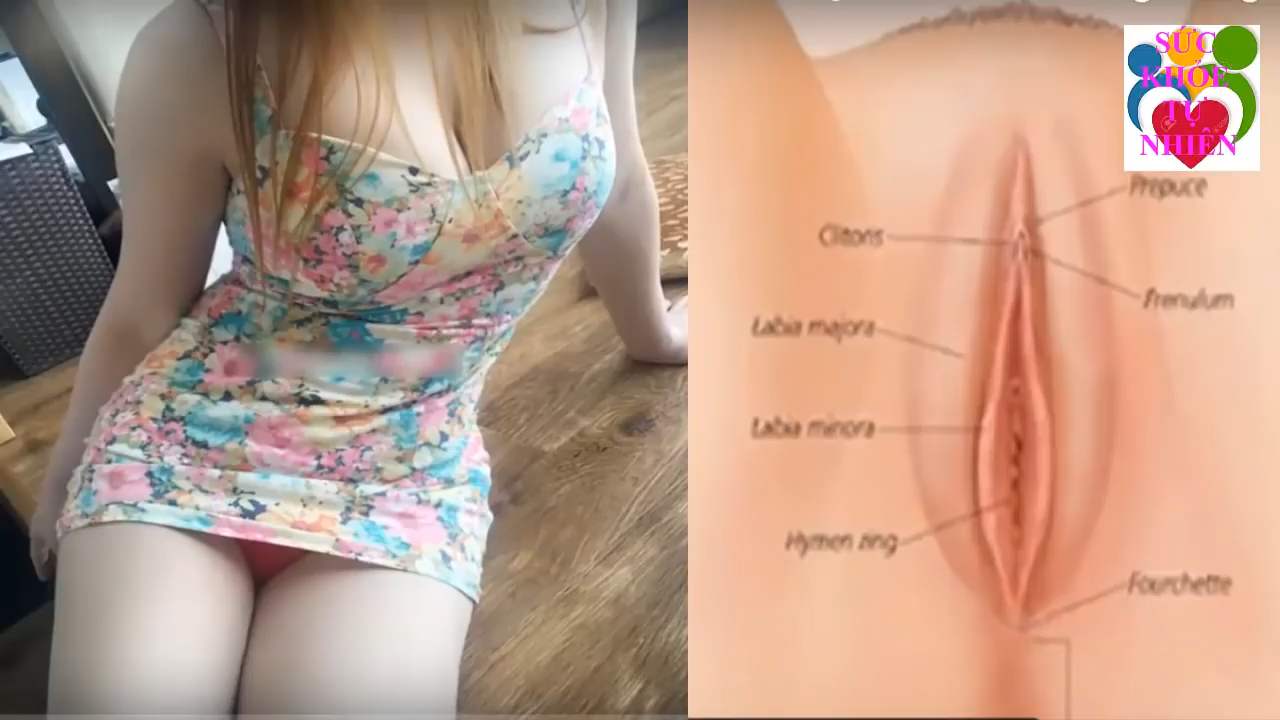 SỨC
KHỎE
TỰ
NHIÊN
Prepuce
Clitoris
Frenulum
Labia majora
Labia minora
Hymen ring
Fourchette